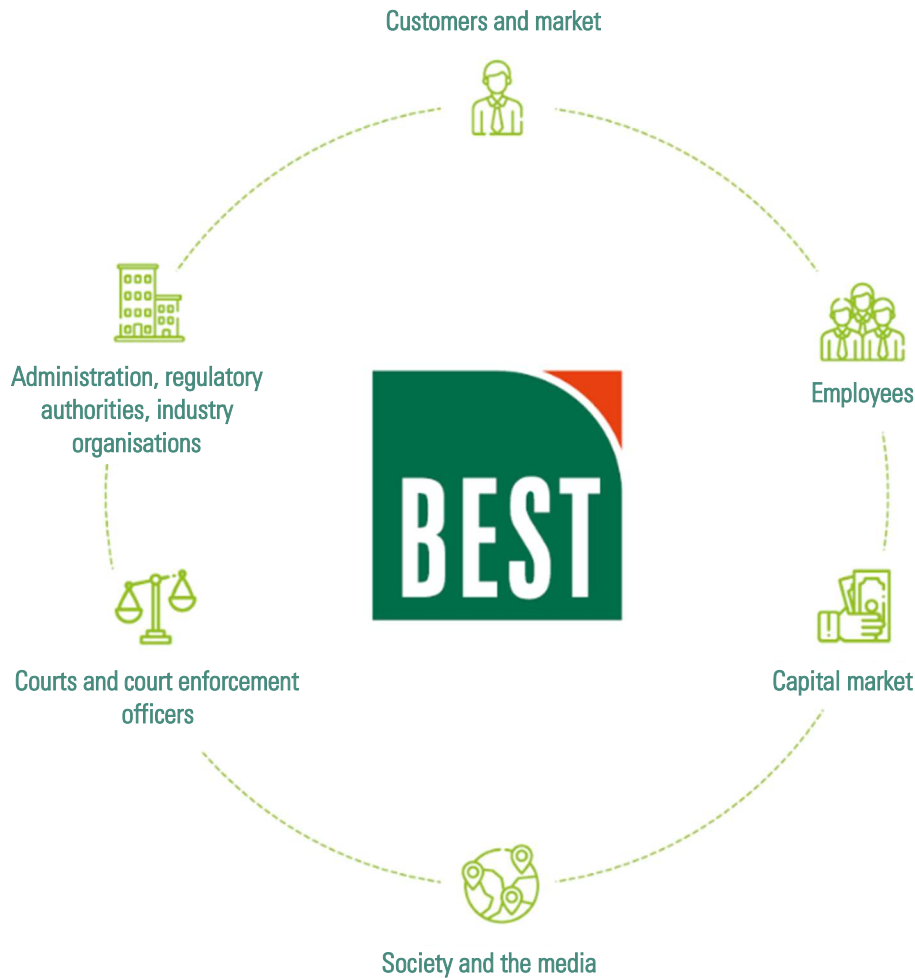 Customers and market
Administration, regulatory
authorities, industry
organisations
Employees
BEST
Courts and court enforcement
officers
Capital market
Society and the media